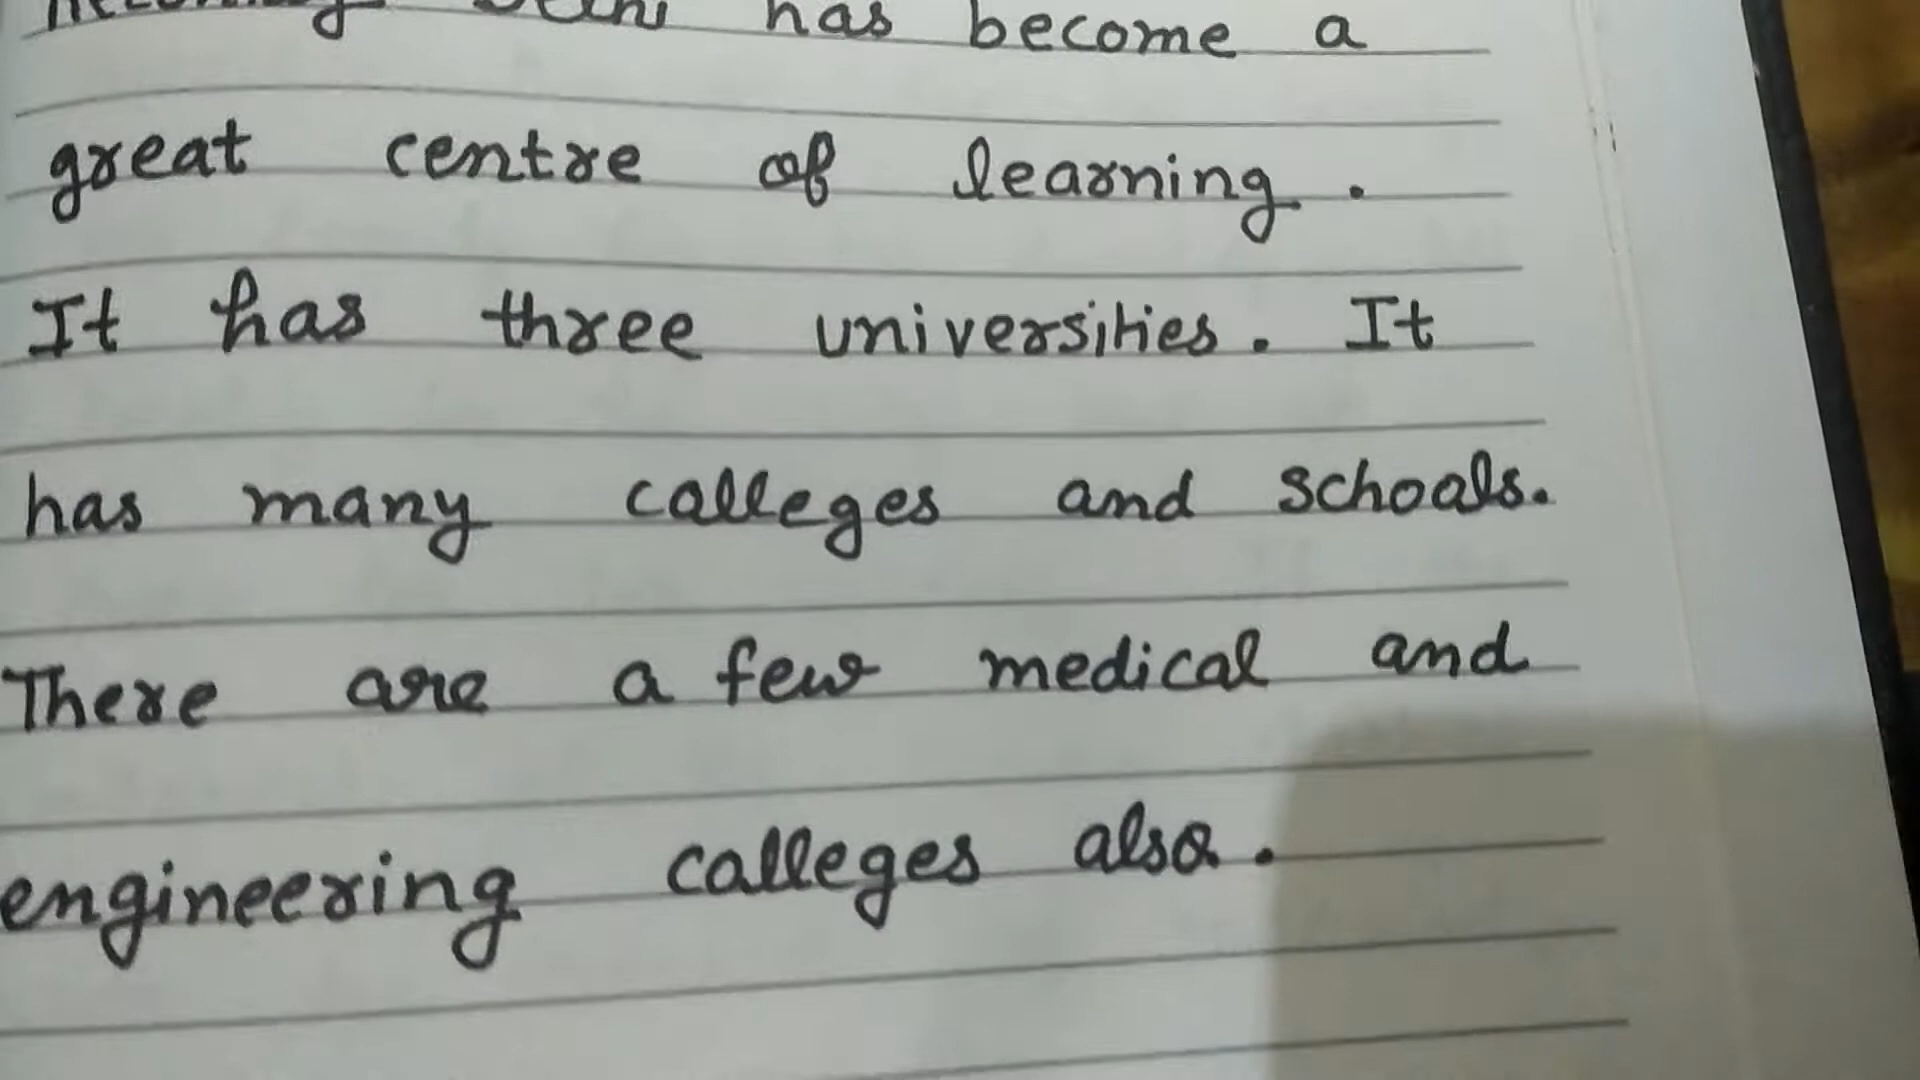 Delhi has become a
great centre of learning.
It has three universities. It
has many colleges and schools.
There are a few medical and
engineering colleges also.